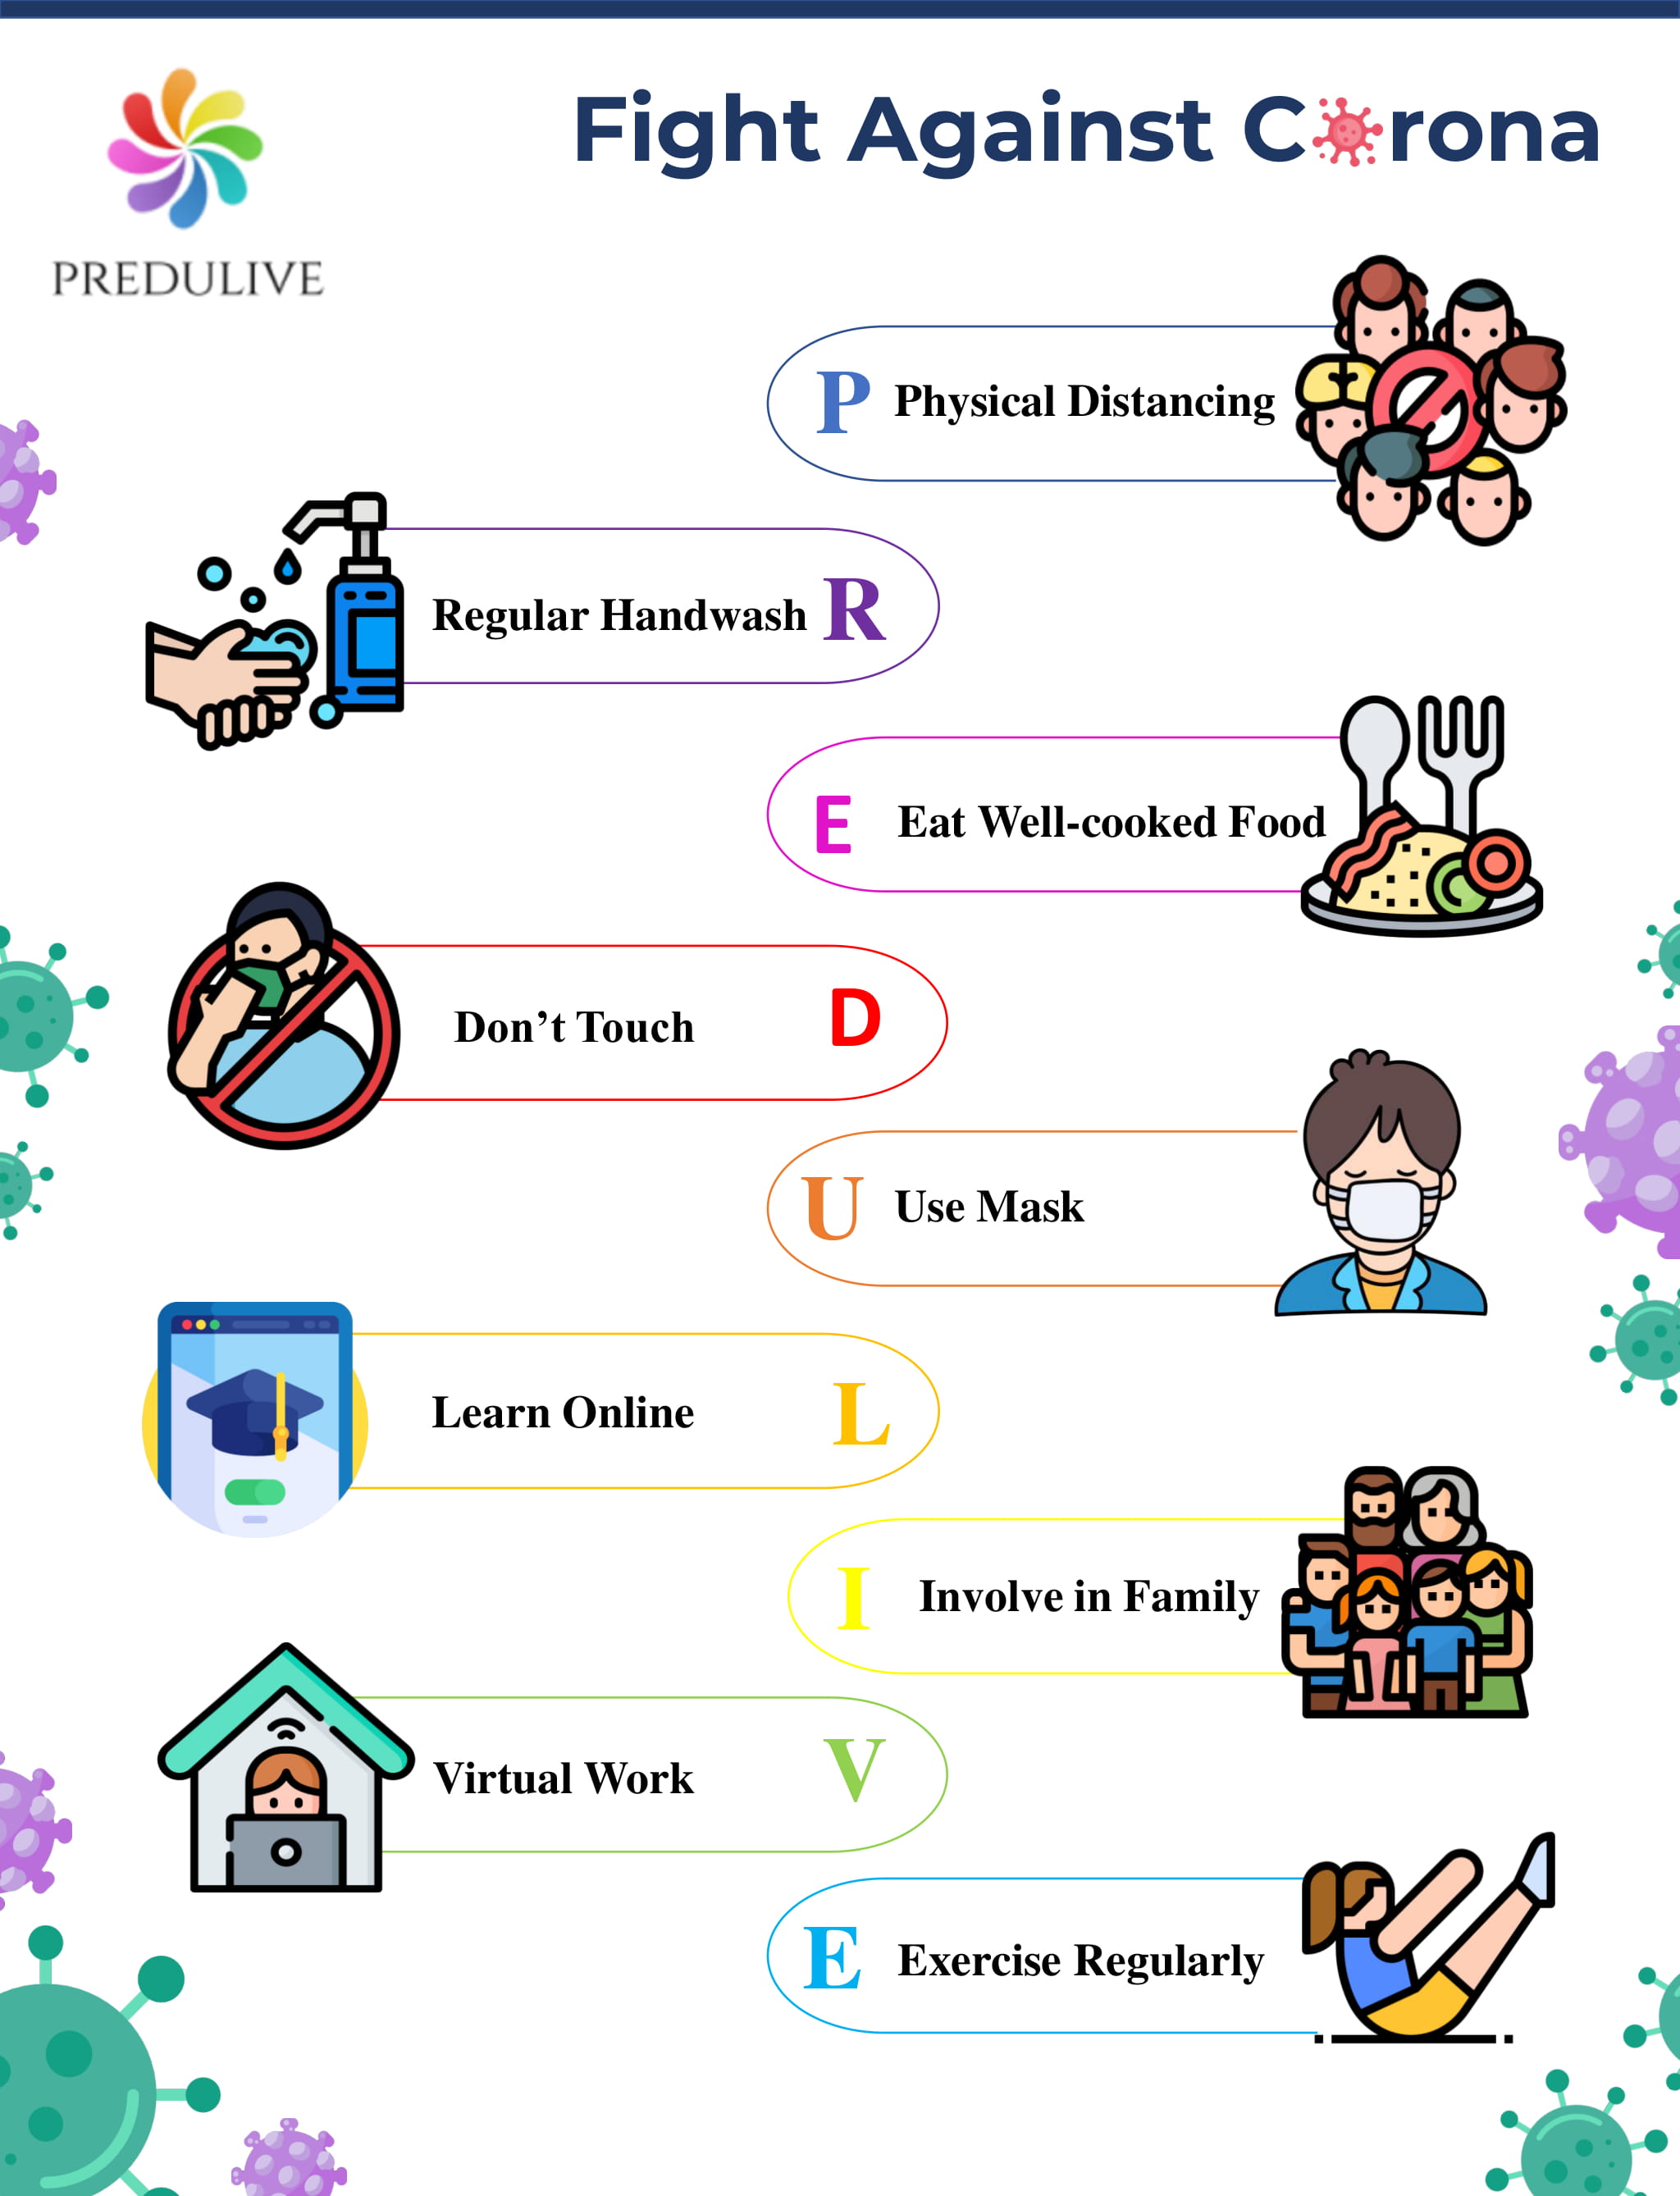 Fight Against Corona
PREDULIVE
P Physical Distancing
Regular Handwash R
E Eat Well-cooked Food
Don’t Touch D
U Use Mask
Learn Online L
I Involve in Family
Virtual Work V
E Exercise Regularly